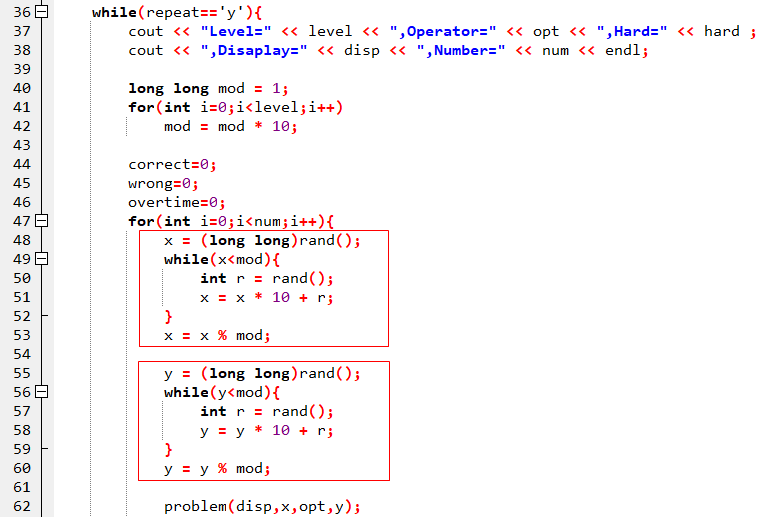 36 while(repeat=='y'){
37 cout << "Level=" << level << ",Operator=" << opt << ",Hard=" << hard ;
38 cout << ",Disaplay=" << disp << ",Number=" << num << endl;
39
40 long long mod = 1;
41 for(int i=0;i<level;i++)
42 mod = mod * 10;
43
44 correct=0;
45 wrong=0;
46 overtime=0;
47 for(int i=0;i<num;i++){
48 x = (long long)rand();
49 while(x<mod){
50 int r = rand();
51 x = x * 10 + r;
52 }
53 x = x % mod;
54
55 y = (long long)rand();
56 while(y<mod){
57 int r = rand();
58 y = y * 10 + r;
59 }
60 y = y % mod;
61
62 problem(disp,x,opt,y);